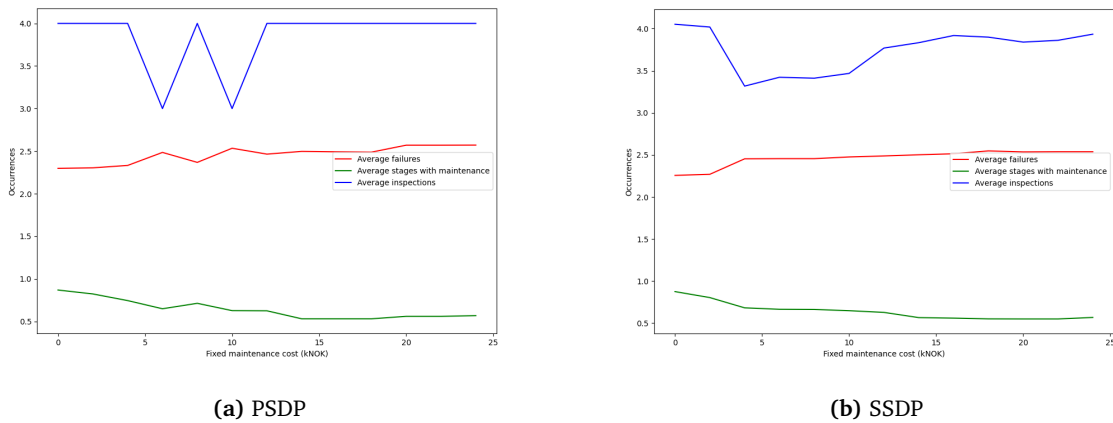 4.0
3.5
3.0
2.5
2.0
1.5
1.0
0.5
Occurrences
Average failures
Average stages with maintenance
Average inspections
0 5 10 15 20 25
Fixed maintenance cost (kNOK)
(a) PSDP
4.0
3.5
3.0
2.5
2.0
1.5
1.0
0.5
Occurrences
Average failures
Average stages with maintenance
Average inspections
0 5 10 15 20 25
Fixed maintenance cost (kNOK)
(b) SSDP